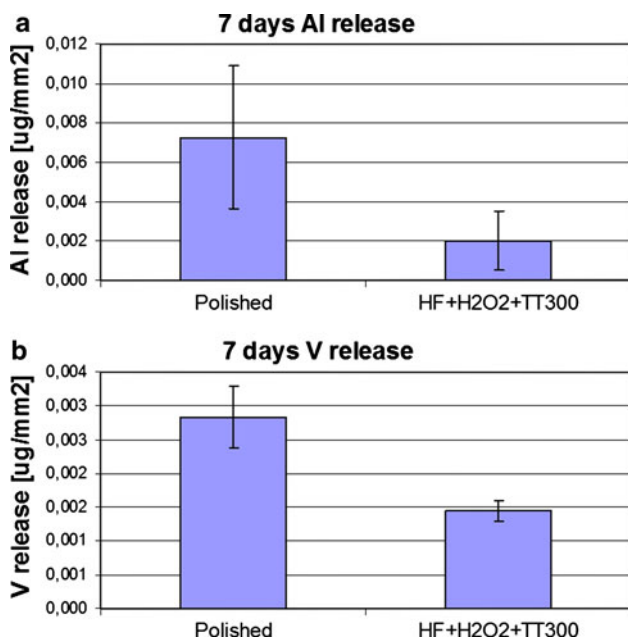 a
7 days Al release
Al release [ug/mm2]
0,012
0,010
0,008
0,006
0,004
0,002
0,000
Polished
HF+H2O2+TT300
b
7 days V release
V release [ug/mm2]
0,004
0,003
0,003
0,002
0,002
0,001
0,001
0,000
Polished
HF+H2O2+TT300